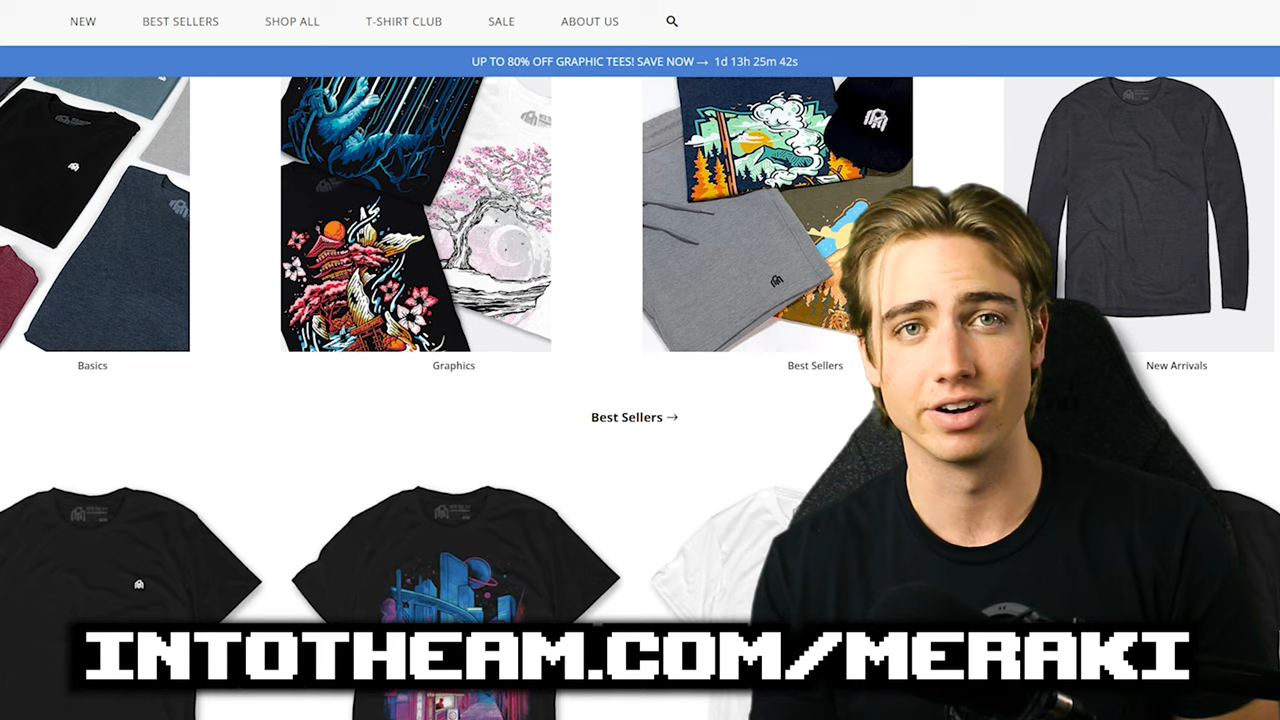 NEW BEST SELLERS SHOP ALL T-SHIRT CLUB SALE ABOUT US
UP TO 80% OFF GRAPHIC TEES! SAVE NOW → 1d 13h 25m 42s
Basics Graphics Best Sellers New Arrivals
Best Sellers →
INTOTHEAM.COM/MERAKI